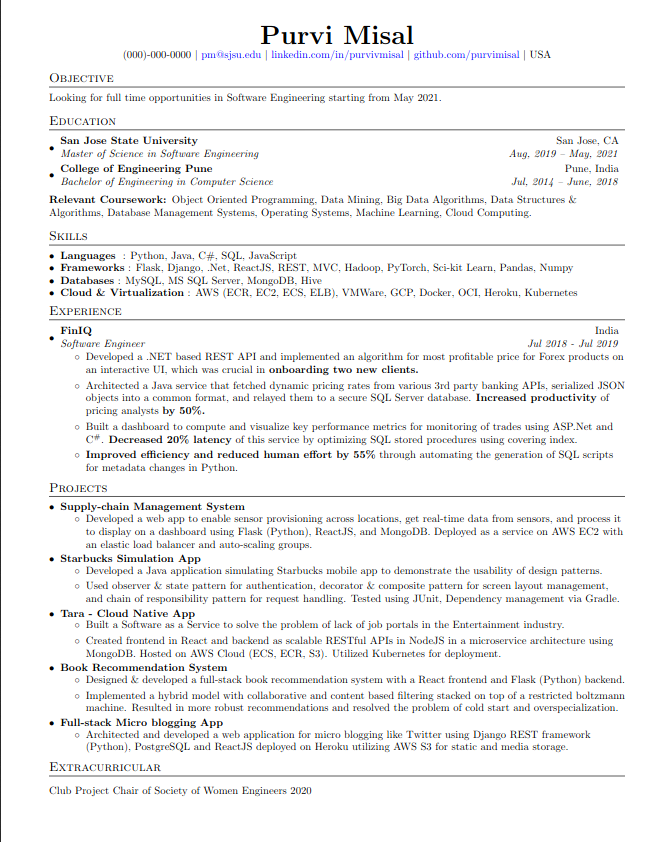 Purvi Misal
(000)-000-0000 | pm@sjsu.edu | linkedin.com/in/purvivmisal | github.com/purvimisal | USA
Objective
Looking for full time opportunities in Software Engineering starting from May 2021.
Education
• San Jose State University San Jose, CA
Master of Science in Software Engineering Aug, 2019 – May, 2021
• College of Engineering Pune Pune, India
Bachelor of Engineering in Computer Science Jul, 2014 – June, 2018
Relevant Coursework: Object Oriented Programming, Data Mining, Big Data Algorithms, Data Structures &
Algorithms, Database Management Systems, Operating Systems, Machine Learning, Cloud Computing.
Skills
• Languages : Python, Java, C#, SQL, JavaScript
• Frameworks : Flask, Django, .Net, ReactJS, REST, MVC, Hadoop, PyTorch, Sci-kit Learn, Pandas, Numpy
• Databases : MySQL, MS SQL Server, MongoDB, Hive
• Cloud & Virtualization : AWS (ECR, EC2, ECS, ELB), VMWare, GCP, Docker, OCI, Heroku, Kubernetes
Experience
• FinIQ India
Software Engineer Jul 2018 - Jul 2019
◦ Developed a .NET based REST API and implemented an algorithm for most profitable price for Forex products on
an interactive UI, which was crucial in onboarding two new clients.
◦ Architected a Java service that fetched dynamic pricing rates from various 3rd party banking APIs, serialized JSON
objects into a common format, and relayed them to a secure SQL Server database. Increased productivity of
pricing analysts by 50%.
◦ Built a dashboard to compute and visualize key performance metrics for monitoring of trades using ASP.Net and
C#. Decreased 20% latency of this service by optimizing SQL stored procedures using covering index.
◦ Improved efficiency and reduced human effort by 55% through automating the generation of SQL scripts
for metadata changes in Python.
Projects
• Supply-chain Management System
◦ Developed a web app to enable sensor provisioning across locations, get real-time data from sensors, and process it
to display on a dashboard using Flask (Python), ReactJS, and MongoDB. Deployed as a service on AWS EC2 with
an elastic load balancer and auto-scaling groups.
• Starbucks Simulation App
◦ Developed a Java application simulating Starbucks mobile app to demonstrate the usability of design patterns.
◦ Used observer & state pattern for authentication, decorator & composite pattern for screen layout management,
and chain of responsibility pattern for request handling. Tested using JUnit, Dependency management via Gradle.
• Tara - Cloud Native App
◦ Built a Software as a Service to solve the problem of lack of job portals in the Entertainment industry.
◦ Created frontend in React and backend as scalable RESTful APIs in NodeJS in a microservice architecture using
MongoDB. Hosted on AWS Cloud (ECS, ECR, S3). Utilized Kubernetes for deployment.
• Book Recommendation System
◦ Designed & developed a full-stack book recommendation system with a React frontend and Flask (Python) backend.
◦ Implemented a hybrid model with collaborative and content based filtering stacked on top of a restricted boltzmann
machine. Resulted in more robust recommendations and resolved the problem of cold start and overspecialization.
• Full-stack Micro blogging App
◦ Architected and developed a web application for micro blogging like Twitter using Django REST framework
(Python), PostgreSQL and ReactJS deployed on Heroku utilizing AWS S3 for static and media storage.
Extracurricular
Club Project Chair of Society of Women Engineers 2020